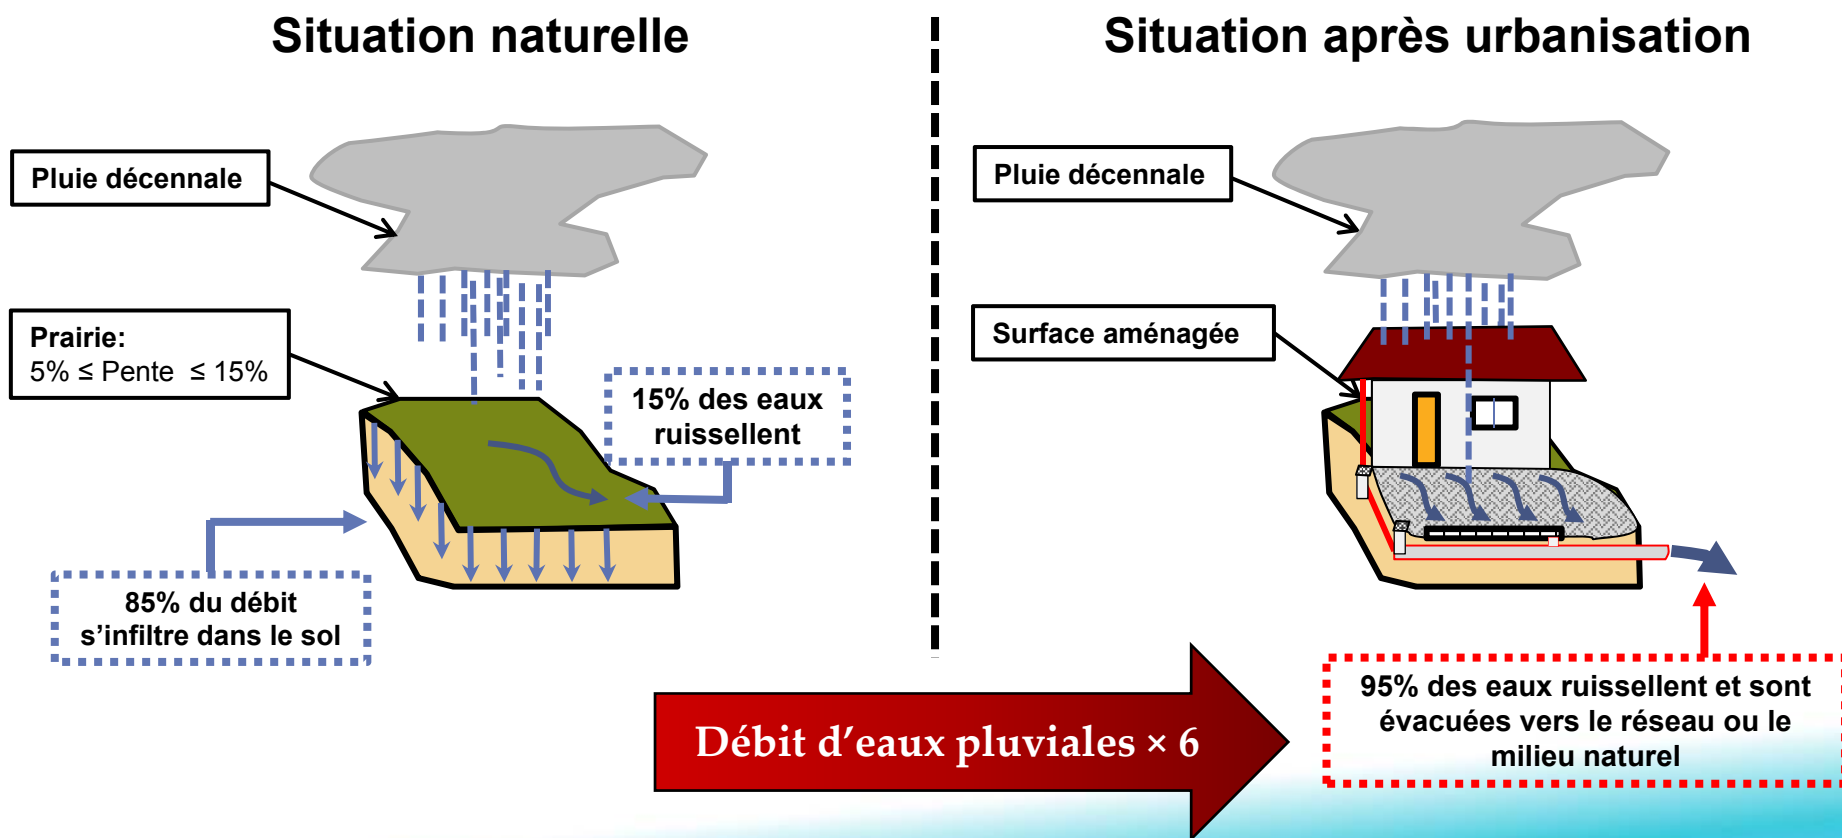 Situation naturelle
Situation après urbanisation
Pluie décennale
Pluie décennale
Prairie:
5% ≤ Pente ≤ 15%
Surface aménagée
15% des eaux
ruissellent
85% du débit
s’infiltre dans le sol
Débit d’eaux pluviales × 6
95% des eaux ruissellent et sont
évacuées vers le réseau ou le
milieu naturel